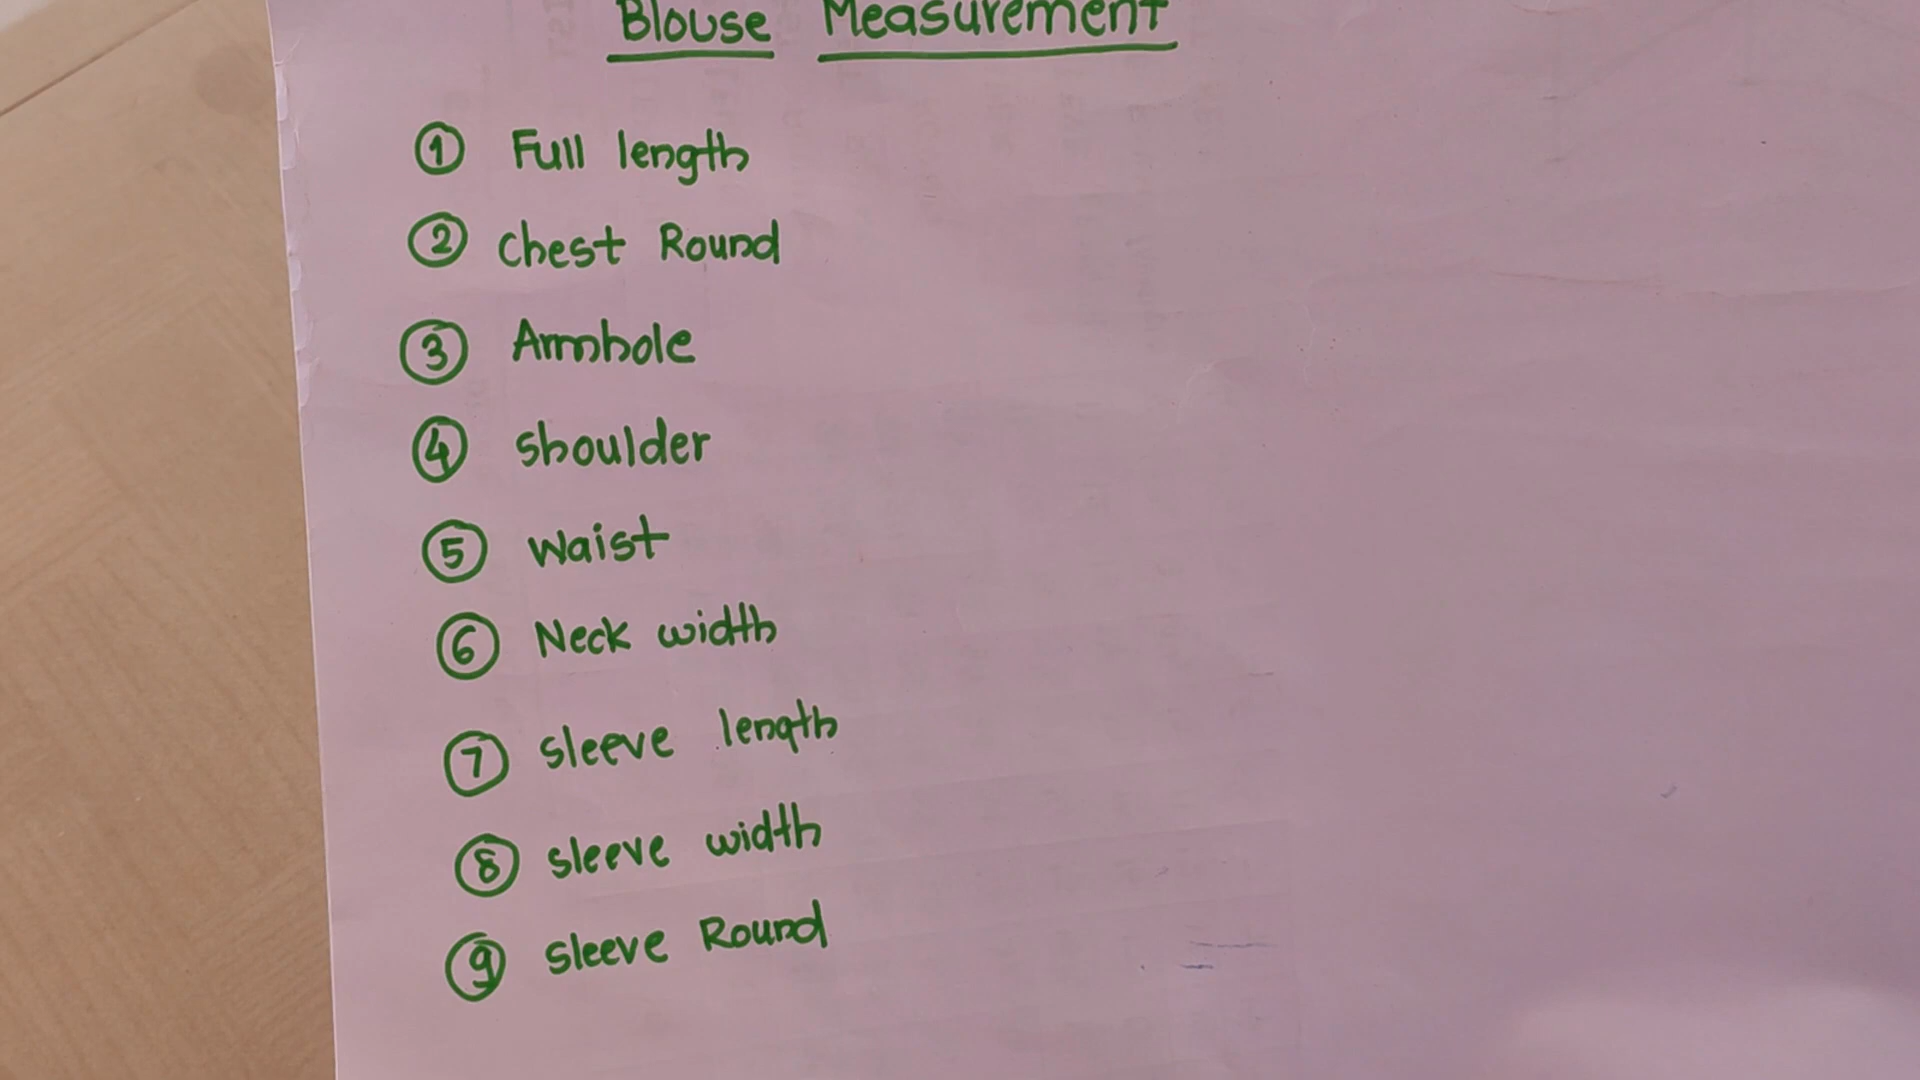 Blouse Measurement
① Full length
② Chest Round
③ Armhole
④ shoulder
⑤ waist
⑥ Neck width
⑦ sleeve length
⑧ sleeve width
⑨ sleeve Round